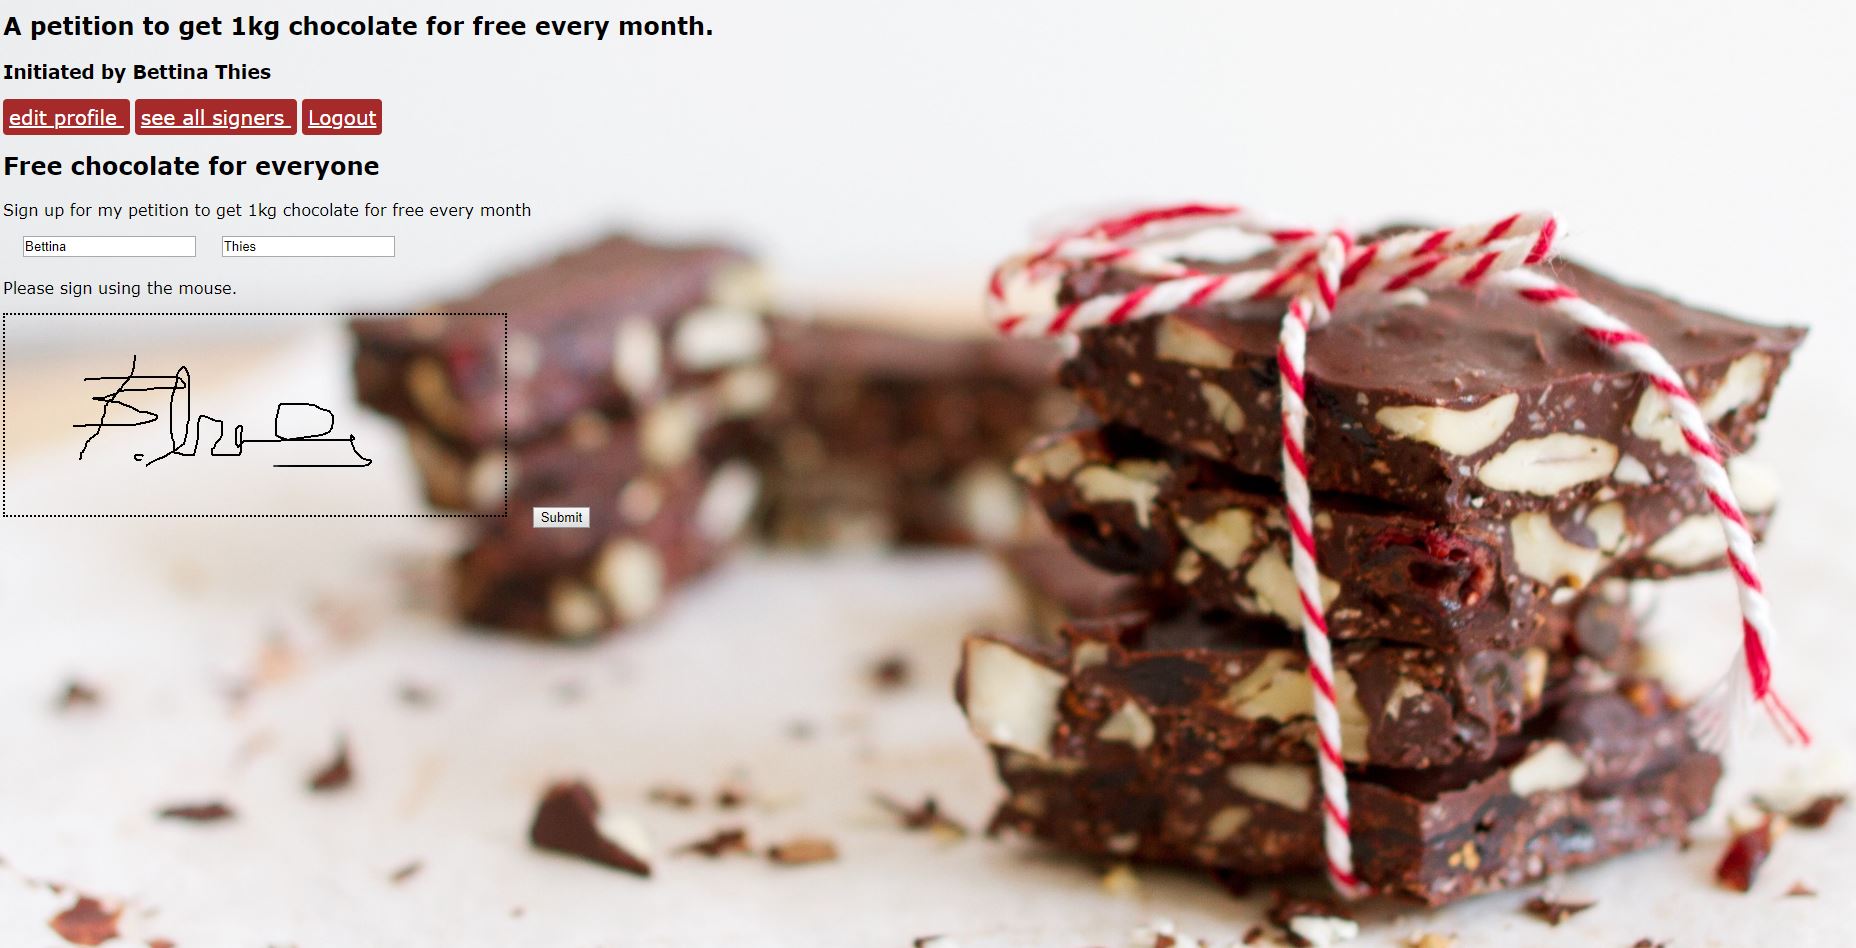 A petition to get 1kg chocolate for free every month.
Initiated by Bettina Thies
edit profile see all signers Logout
Free chocolate for everyone
Sign up for my petition to get 1kg chocolate for free every month
Bettina Thies
Please sign using the mouse.
Submit